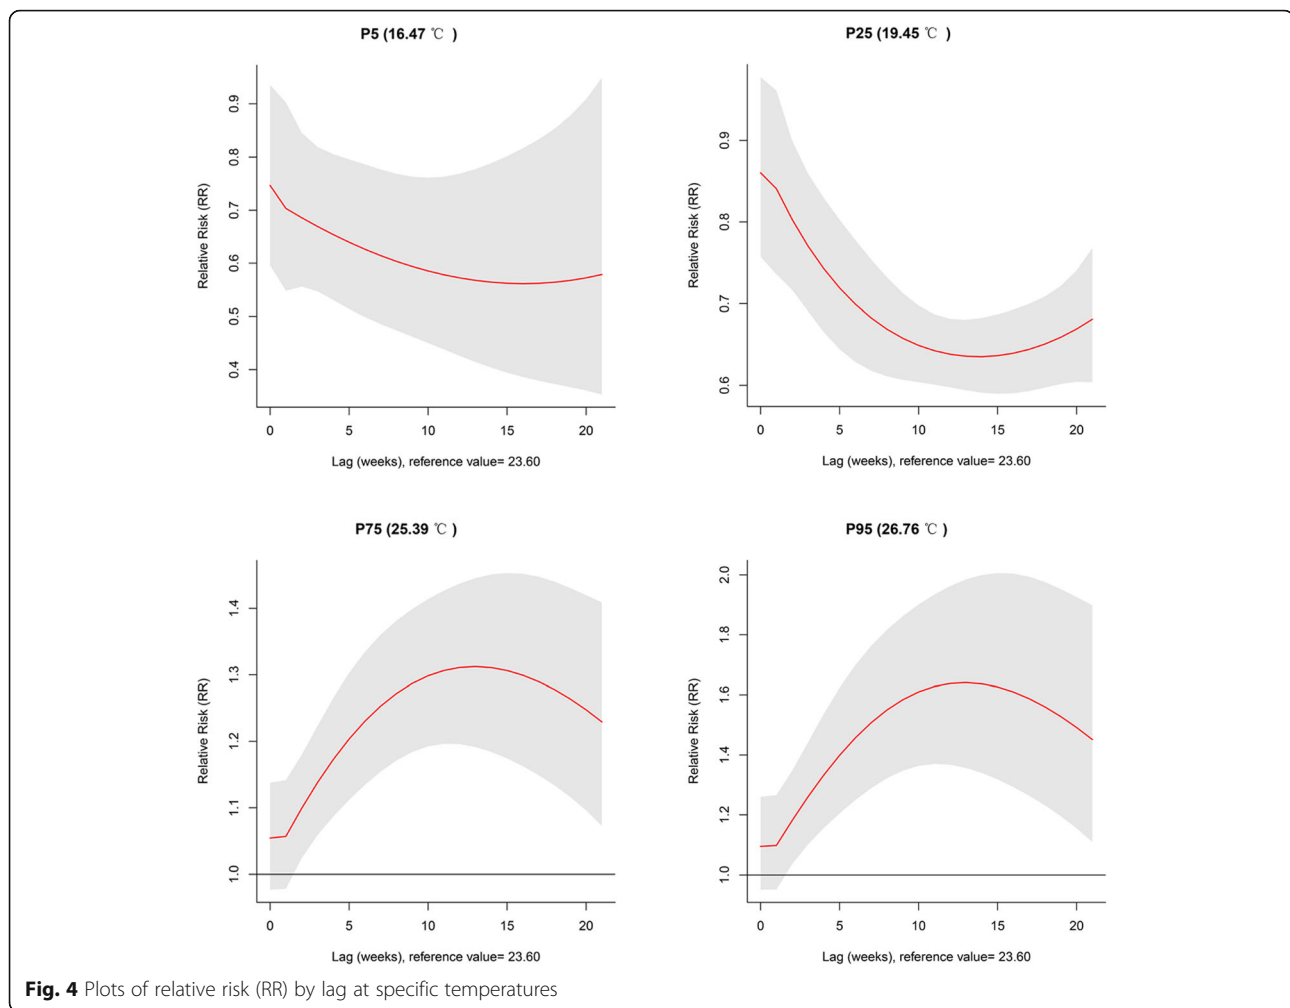 P5 (16.47 ℃ )
Relative Risk (RR)
0.9
0.8
0.7
0.6
0.5
0.4
0 5 10 15 20
Lag (weeks), reference value= 23.60
P25 (19.45 ℃ )
Relative Risk (RR)
0.9
0.8
0.7
0.6
0 5 10 15 20
Lag (weeks), reference value= 23.60
P75 (25.39 ℃ )
Relative Risk (RR)
1.4
1.3
1.2
1.1
1.0
0 5 10 15 20
Lag (weeks), reference value= 23.60
P95 (26.76 ℃ )
Relative Risk (RR)
2.0
1.8
1.6
1.4
1.2
1.0
0 5 10 15 20
Lag (weeks), reference value= 23.60
Fig. 4 Plots of relative risk (RR) by lag at specific temperatures